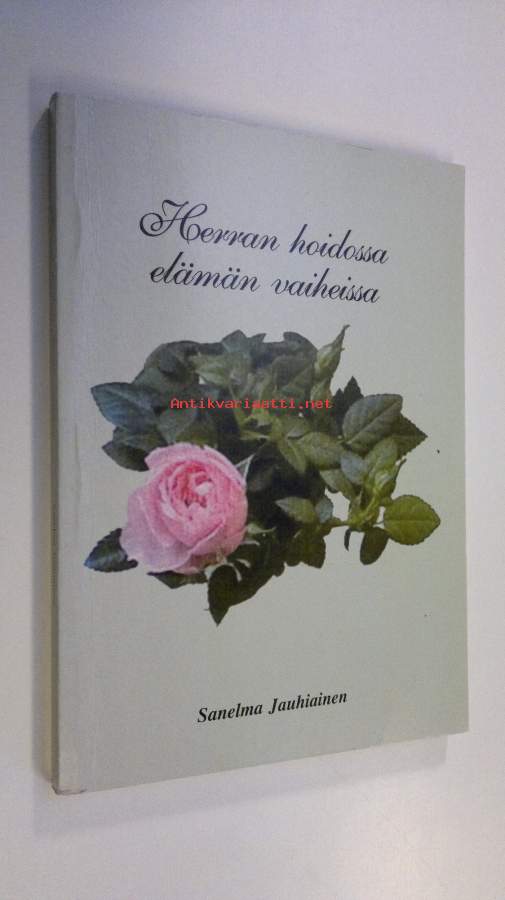 Herran hoidossa
elämän vaiheissa
Antikvariaatti.net
Sanelma Jauhiainen